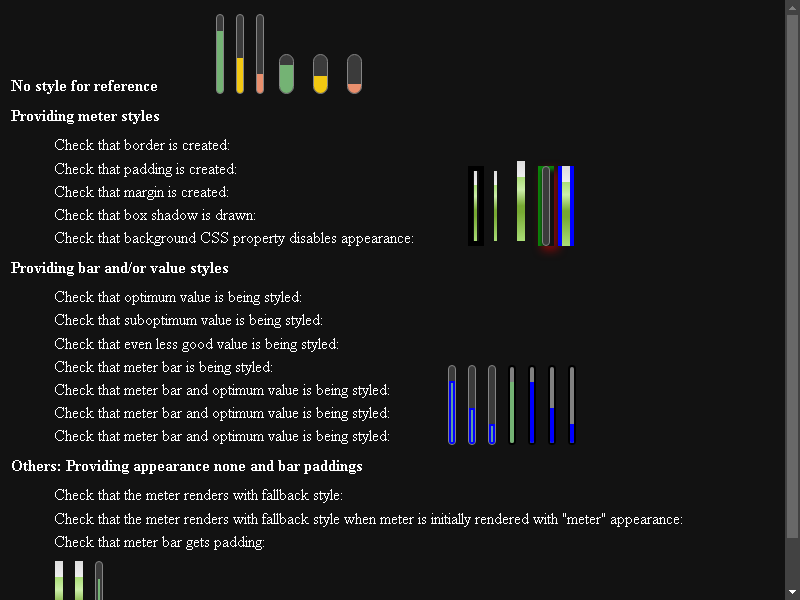 No style for reference
Providing meter styles
Check that border is created:
Check that padding is created:
Check that margin is created:
Check that box shadow is drawn:
Check that background CSS property disables appearance:
Providing bar and/or value styles
Check that optimum value is being styled:
Check that suboptimum value is being styled:
Check that even less good value is being styled:
Check that meter bar is being styled:
Check that meter bar and optimum value is being styled:
Check that meter bar and optimum value is being styled:
Check that meter bar and optimum value is being styled:
Others: Providing appearance none and bar paddings
Check that the meter renders with fallback style:
Check that the meter renders with fallback style when meter is initially rendered with "meter" appearance:
Check that meter bar gets padding: